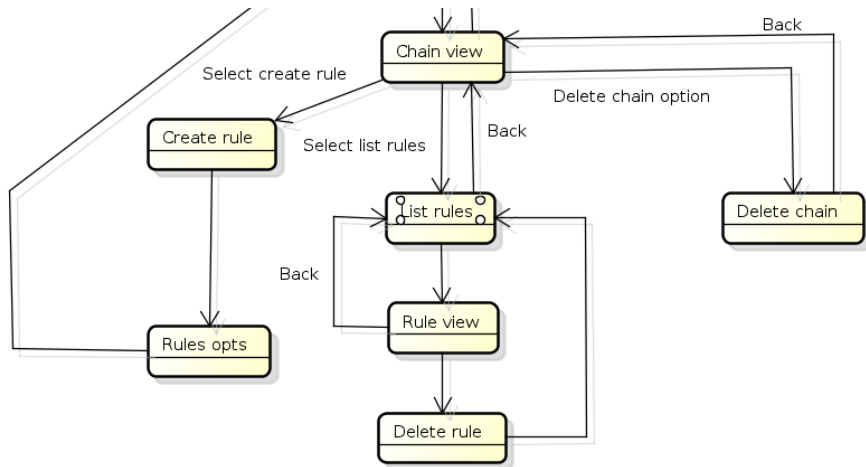 Back
Chain view
Select create rule
Delete chain option
Create rule
Select list rules
Back
List rules
Delete chain
Back
Rule view
Rules opts
Delete rule